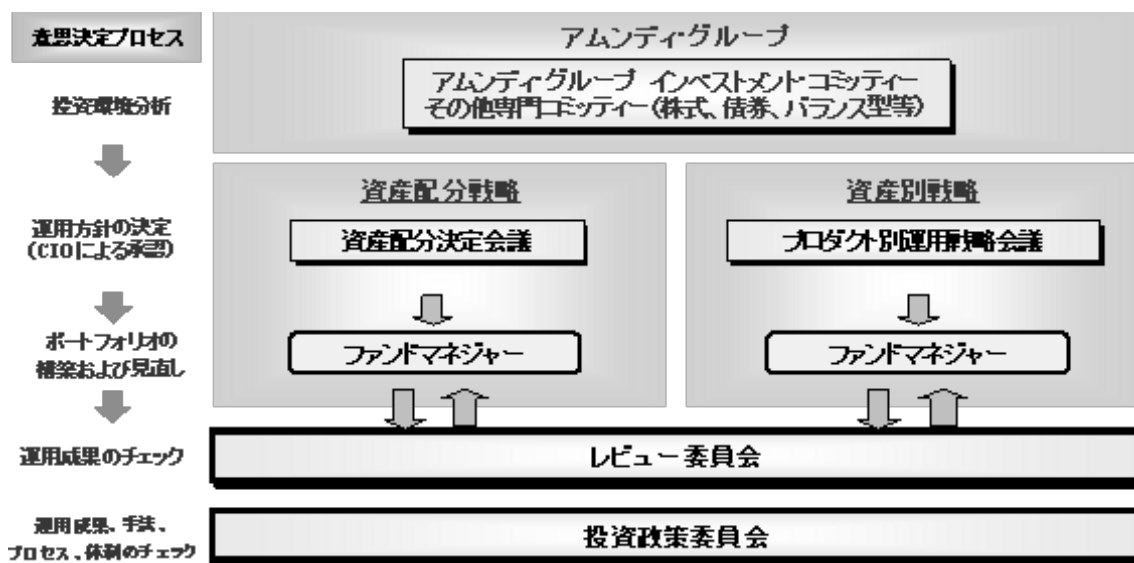 意思決定プロセス
アムンディ・グループ
アムンディ・グループ インベストメント・コミッティー
その他専門コミッティー(株式、債券、バランス型等)
投資環境分析
資産配分戦略
資産別戦略
運用方針の決定
(CIOによる承認)
資産配分決定会議
プロダクト別運用戦略会議
ポートフォリオの
構築および見直し
ファンドマネジャー
ファンドマネジャー
運用成果のチェック
レビュー委員会
運用成果、手法、
プロセス、体制のチェック
投資政策委員会